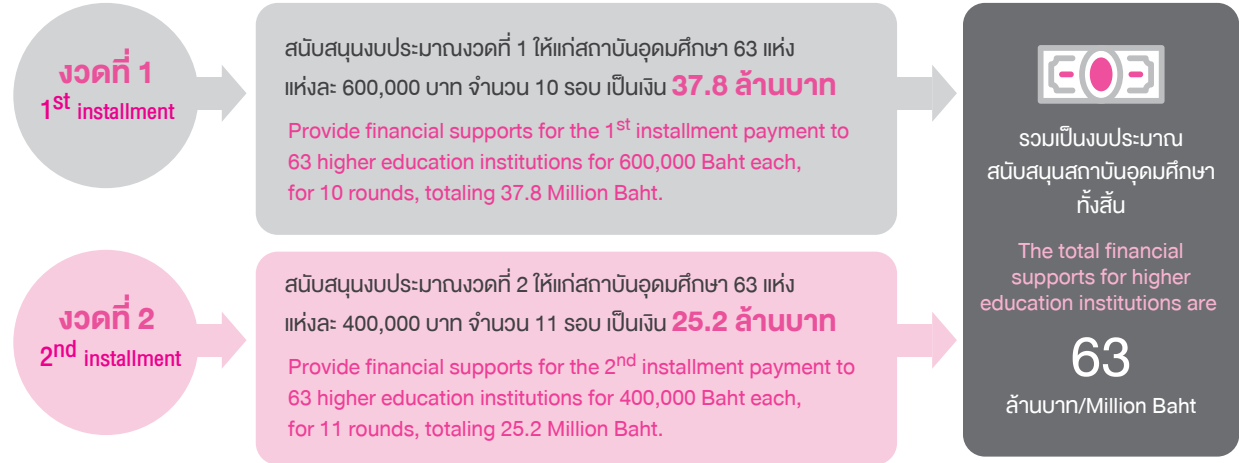 งวดที่ 1
1st installment
สนับสนุนงบประมาณงวดที่ 1 ให้แก่สถาบันอุดมศึกษา 63 แห่ง
แห่งละ 600,000 บาท จำนวน 10 รอบ เป็นเงิน 37.8 ล้านบาท
Provide financial supports for the 1st installment payment to
63 higher education institutions for 600,000 Baht each,
for 10 rounds, totaling 37.8 Million Baht.
งวดที่ 2
2nd installment
สนับสนุนงบประมาณงวดที่ 2 ให้แก่สถาบันอุดมศึกษา 63 แห่ง
แห่งละ 400,000 บาท จำนวน 11 รอบ เป็นเงิน 25.2 ล้านบาท
Provide financial supports for the 2nd installment payment to
63 higher education institutions for 400,000 Baht each,
for 11 rounds, totaling 25.2 Million Baht.
รวมเป็นงบประมาณ
สนับสนุนสถาบันอุดมศึกษา
ทั้งสิ้น
The total financial
supports for higher
education institutions are
63
ล้านบาท/Million Baht